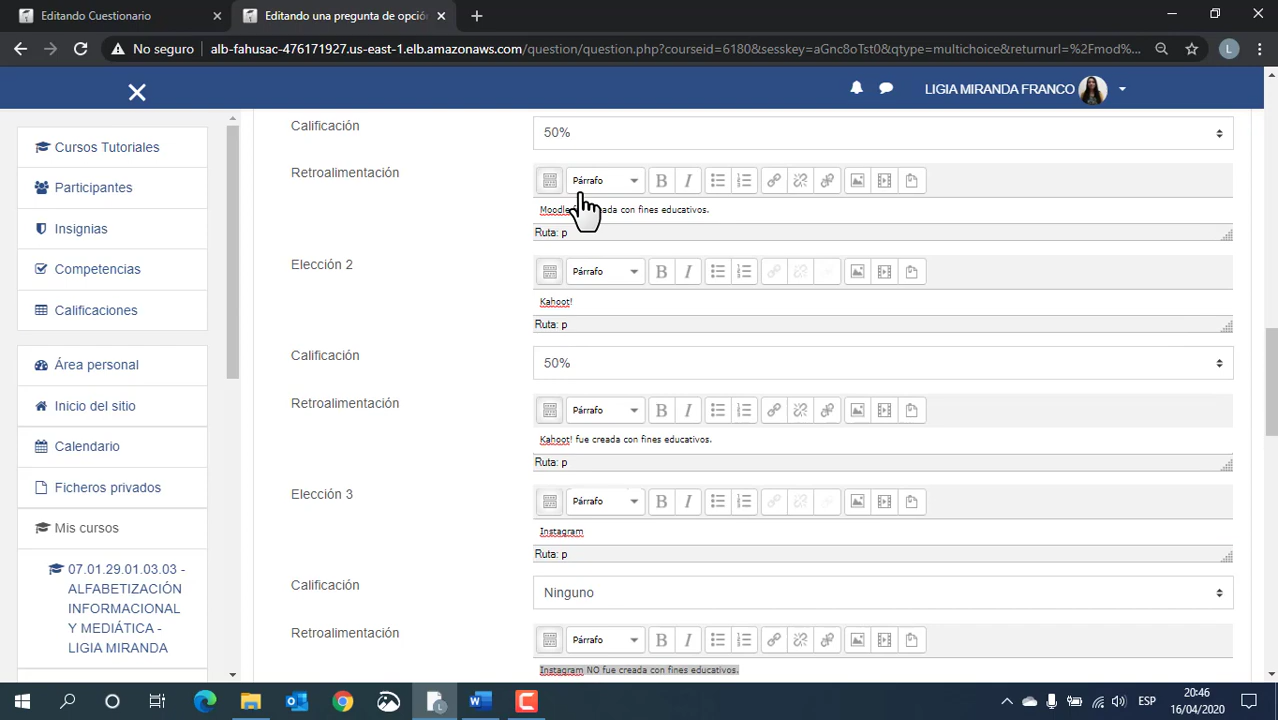 Editando Cuestionario
Editando una pregunta de opció
No seguro
alb-fahusac-476171927.us-east-1.elb.amazonaws.com/question/question.php?courseid=6180&sesskey=aGnc8oTst0&qtype=multichoice&returnurl=%2Fmod%...
L
LIGIA MIRANDA FRANCO
Cursos Tutoriales
Participantes
Insignias
Competencias
Calificaciones
Área personal
Inicio del sitio
Calendario
Ficheros privados
Mis cursos
07.01.29.01.03.03 -
ALFABETIZACIÓN
INFORMACIONAL
Y MEDIÁTICA -
LIGIA MIRANDA
Calificación
50%
Retroalimentación
Párrafo
Moodle creada con fines educativos.
Ruta: p
Elección 2
Párrafo
Kahoot!
Ruta: p
Calificación
50%
Retroalimentación
Párrafo
Kahoot! fue creada con fines educativos.
Ruta: p
Elección 3
Párrafo
Instagram
Ruta: p
Calificación
Ninguno
Retroalimentación
Párrafo
Instagram NO fue creada con fines educativos.
ESP
20:46
16/04/2020